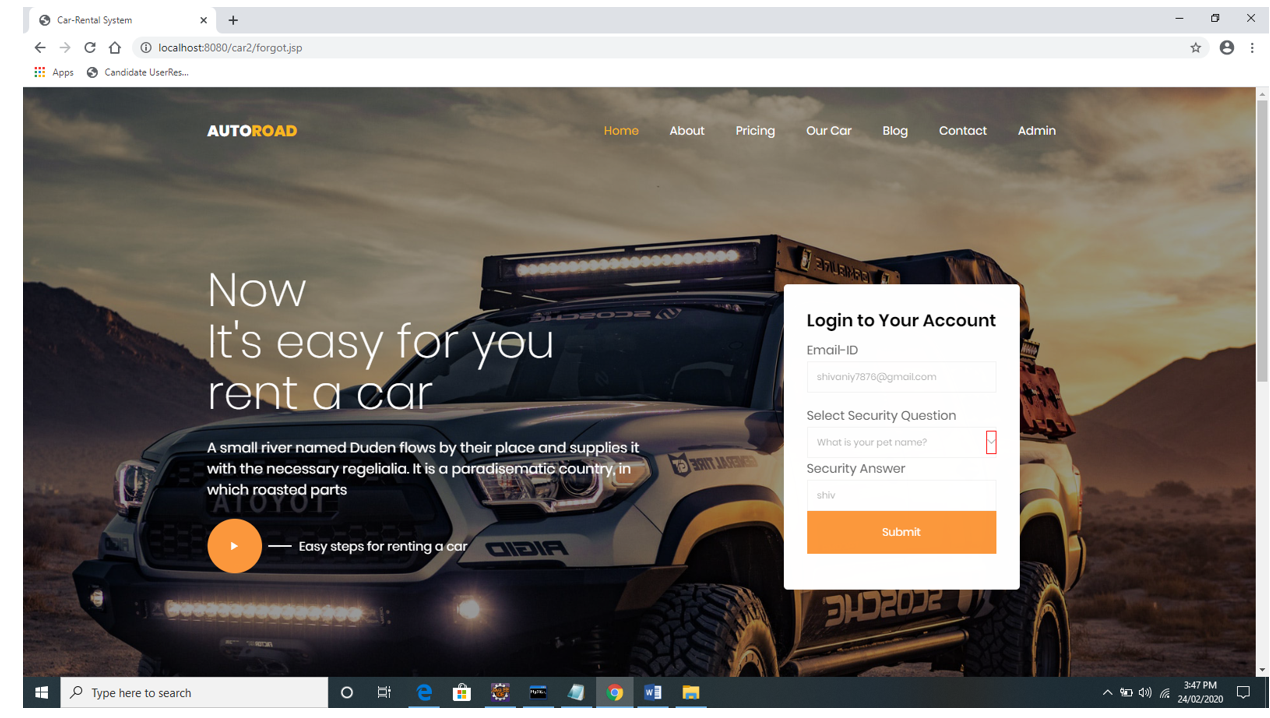 Car-Rental System
localhost:8080/car2/forgot.jsp
Apps Candidate UserRes...
AUTOROAD Home About Pricing Our Car Blog Contact Admin
Now
It's easy for you
rent a car
A small river named Duden flows by their place and supplies it
with the necessary regelialia. It is a paradisematic country, in
which roasted parts
Easy steps for renting a car
Login to Your Account
Email-ID
shivaniy7876@gmail.com
Select Security Question
What is your pet name?
Security Answer
shiv
Submit
GENERAL TIRE
Type here to search
3:47 PM
24/02/2020